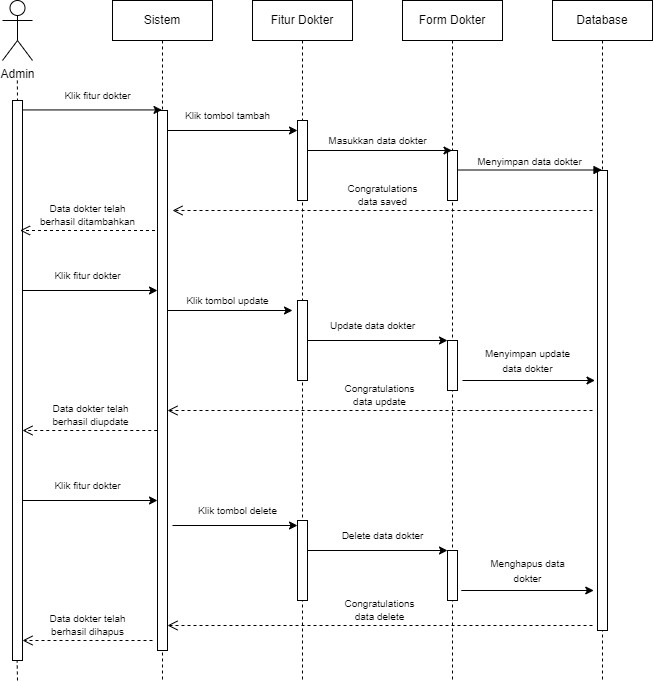 Sistem
Fitur Dokter
Form Dokter
Database
Admin
Klik fitur dokter
Klik tombol tambah
Masukkan data dokter
Menyimpan data dokter
Congratulations
data saved
Data dokter telah
berhasil ditambahkan
Klik fitur dokter
Klik tombol update
Update data dokter
Menyimpan update
data dokter
Congratulations
data update
Data dokter telah
berhasil diupdate
Klik fitur dokter
Klik tombol delete
Delete data dokter
Menghapus data
dokter
Congratulations
data delete
Data dokter telah
berhasil dihapus